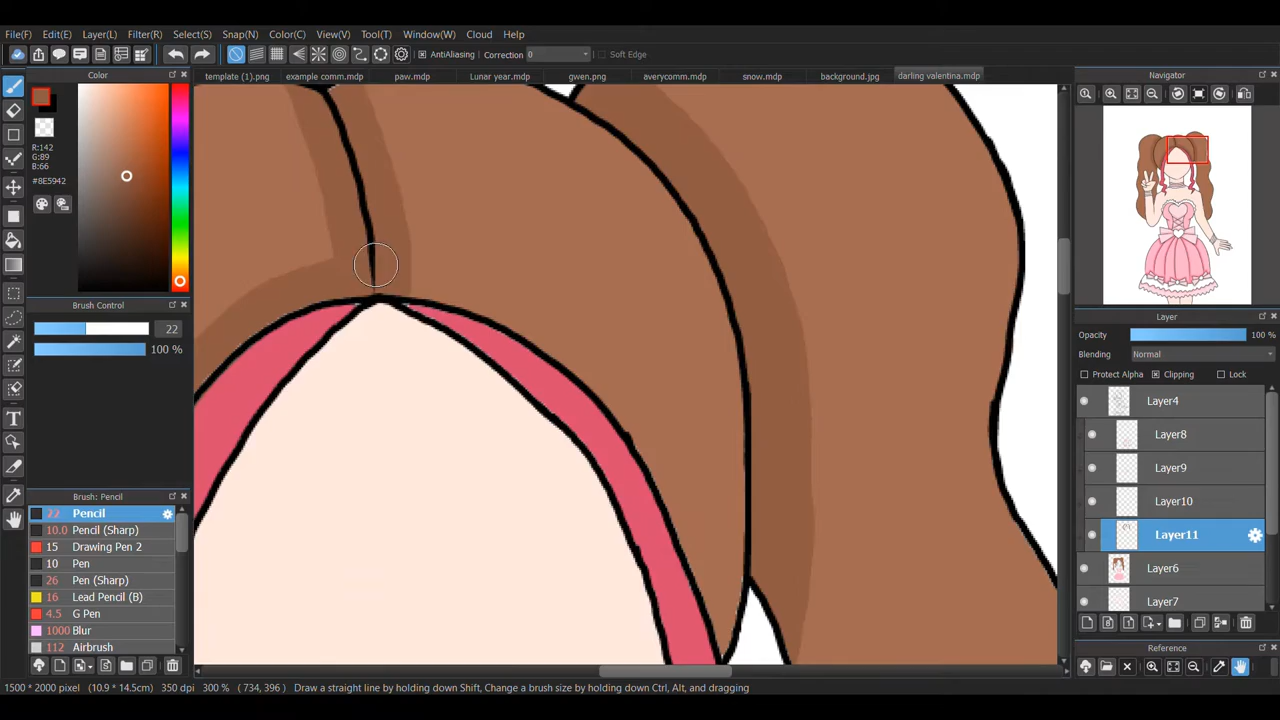 File(F) Edit(E) Layer(L) Filter(R) Select(S) Snap(N) Color(C) View(V) Tool(T) Window(W) Cloud Help
AntiAliasing Correction 0 Soft Edge
Color
template (1).png example comm.mdp paw.mdp Lunar year.mdp gwen.png averycomm.mdp snow.mdp background.jpg darling valentina.mdp
Navigator
R:142
G:89
B:66
#8E5942
Brush Control
22
100 %
Layer
Opacity 100 %
Blending Normal
Protect Alpha Clipping Lock
Layer4
Layer8
Layer9
Layer10
Layer11
Layer6
Layer7
Brush: Pencil
22 Pencil
10.0 Pencil (Sharp)
15 Drawing Pen 2
10 Pen
26 Pen (Sharp)
16 Lead Pencil (B)
4.5 G Pen
1000 Blur
112 Airbrush
Reference
1500 * 2000 pixel (10.9 * 14.5cm) 350 dpi 300 % ( 734, 396 ) Draw a straight line by holding down Shift, Change a brush size by holding down Ctrl, Alt, and dragging